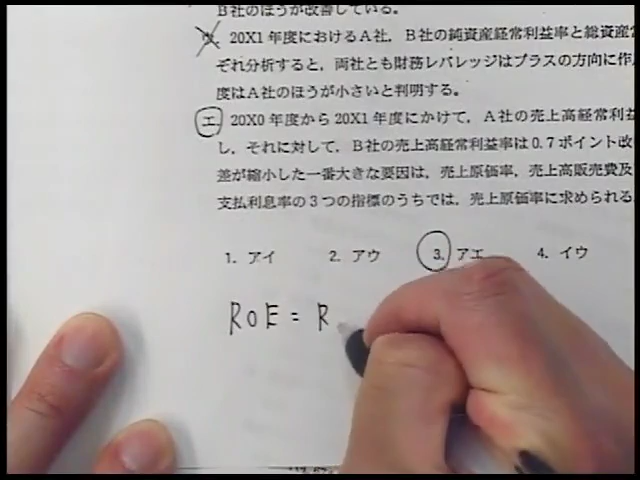 B社のほうが改善している。
20X1年度におけるA社，B社の純資産経常利益率と総資産
ぞれ分析すると，両社とも財務レバレッジはプラスの方向に作
度はA社のほうが小さいと判明する。
エ 20X0年度から20X1年度にかけて，A社の売上高経常利
し，それに対して，B社の売上高経常利益率は0.7ポイント改
差が縮小した一番大きな要因は，売上原価率，売上高販売費及
支払利息率の3つの指標のうちでは，売上原価率に求められる
1. アイ 2. アウ 3. アエ 4. イウ
ROE = R